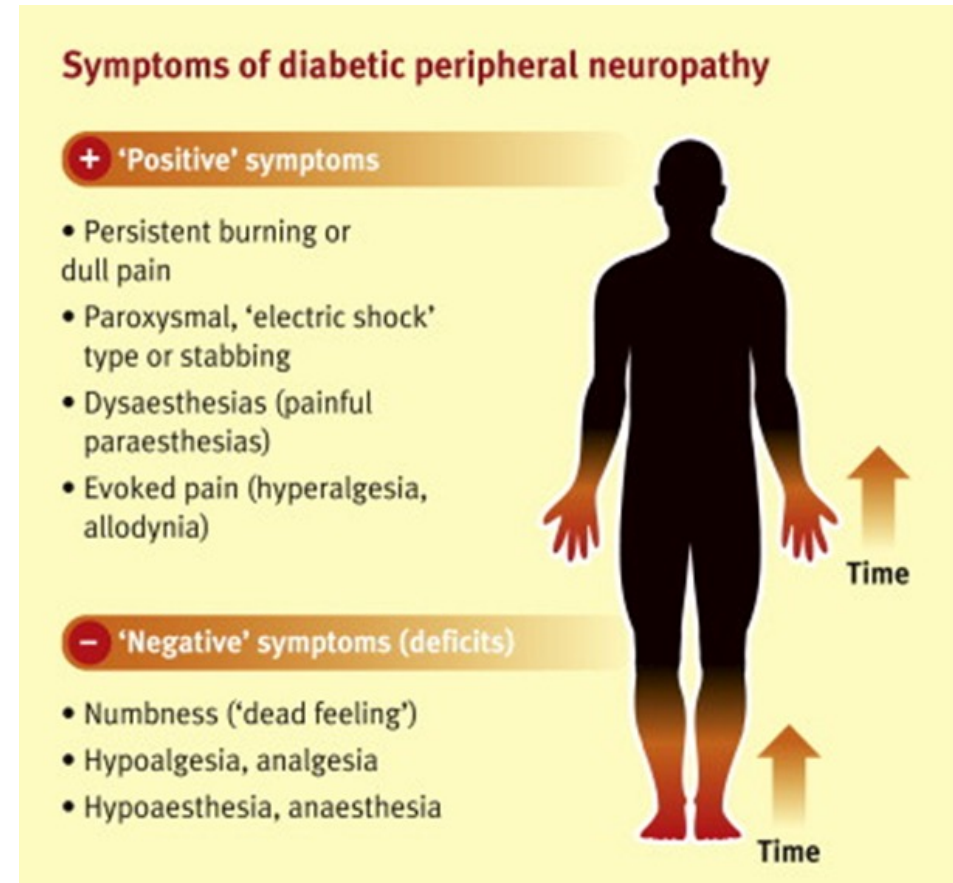 Symptoms of diabetic peripheral neuropathy
+ ‘Positive’ symptoms
• Persistent burning or
dull pain
• Paroxysmal, ‘electric shock’
type or stabbing
• Dysaesthesias (painful
paraesthesias)
• Evoked pain (hyperalgesia,
allodynia)
Time
– ‘Negative’ symptoms (deficits)
• Numbness (‘dead feeling’)
• Hypoalgesia, analgesia
• Hypoaesthesia, anaesthesia
Time